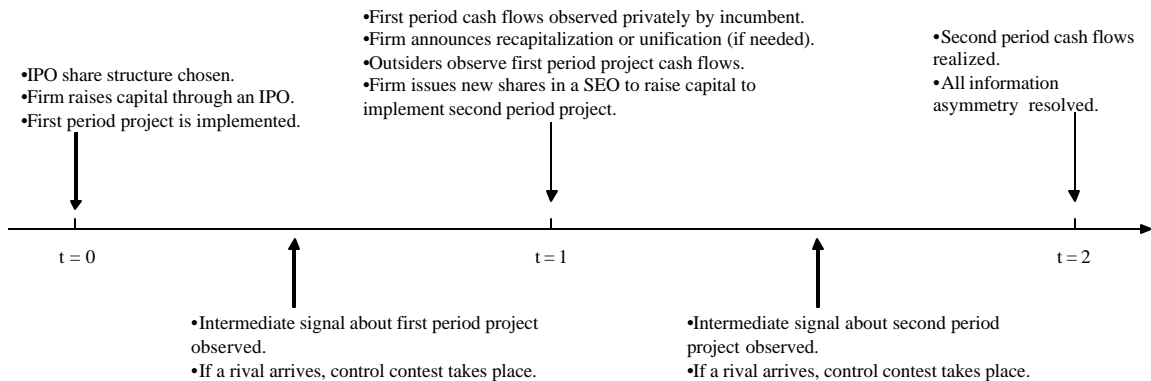 •IPO share structure chosen.
•Firm raises capital through an IPO.
•First period project is implemented.
•First period cash flows observed privately by incumbent.
•Firm announces recapitalization or unification (if needed).
•Outsiders observe first period project cash flows.
•Firm issues new shares in a SEO to raise capital to
implement second period project.
•Second period cash flows
realized.
•All information
asymmetry resolved.
t = 0
t = 1
t = 2
•Intermediate signal about first period project
observed.
•If a rival arrives, control contest takes place.
•Intermediate signal about second period
project observed.
•If a rival arrives, control contest takes place.